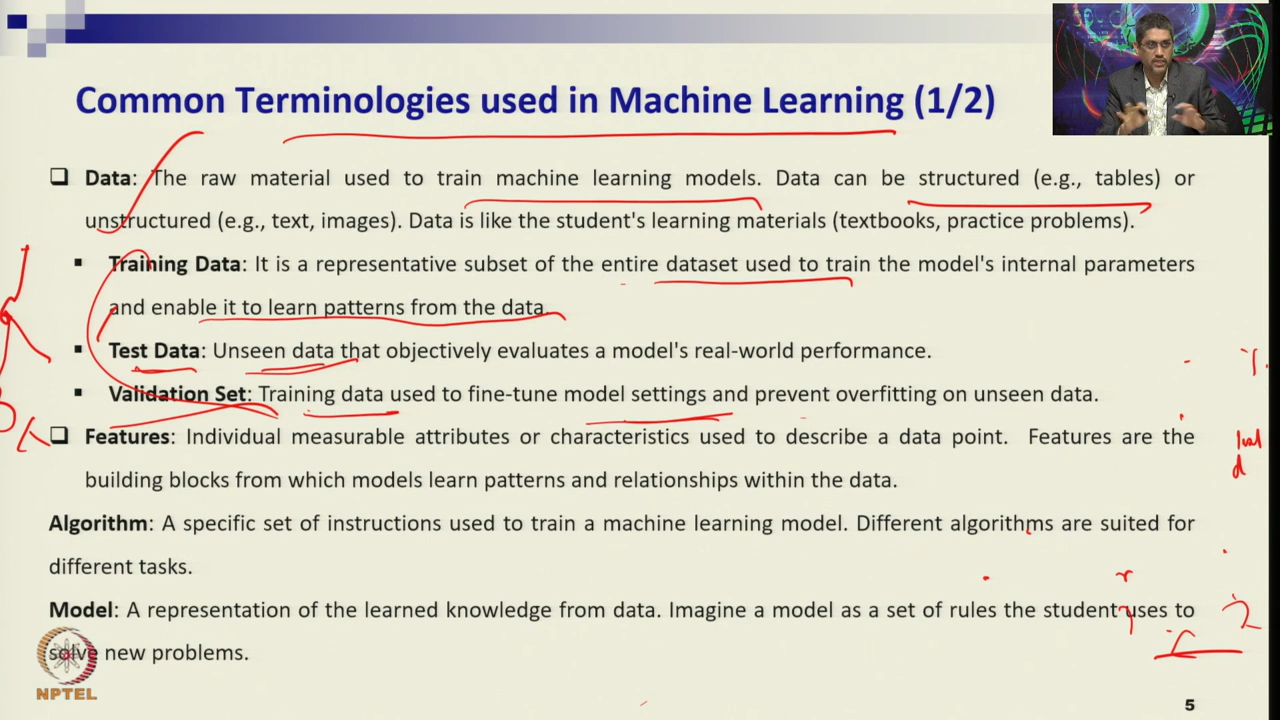 Common Terminologies used in Machine Learning (1/2)
❑ Data: The raw material used to train machine learning models. Data can be structured (e.g., tables) or
unstructured (e.g., text, images). Data is like the student's learning materials (textbooks, practice problems).
▪ Training Data: It is a representative subset of the entire dataset used to train the model's internal parameters
and enable it to learn patterns from the data.
▪ Test Data: Unseen data that objectively evaluates a model's real-world performance.
▪ Validation Set: Training data used to fine-tune model settings and prevent overfitting on unseen data.
❑ Features: Individual measurable attributes or characteristics used to describe a data point. Features are the
building blocks from which models learn patterns and relationships within the data.
Algorithm: A specific set of instructions used to train a machine learning model. Different algorithms are suited for
different tasks.
Model: A representation of the learned knowledge from data. Imagine a model as a set of rules the student uses to
solve new problems.
NPTEL
5